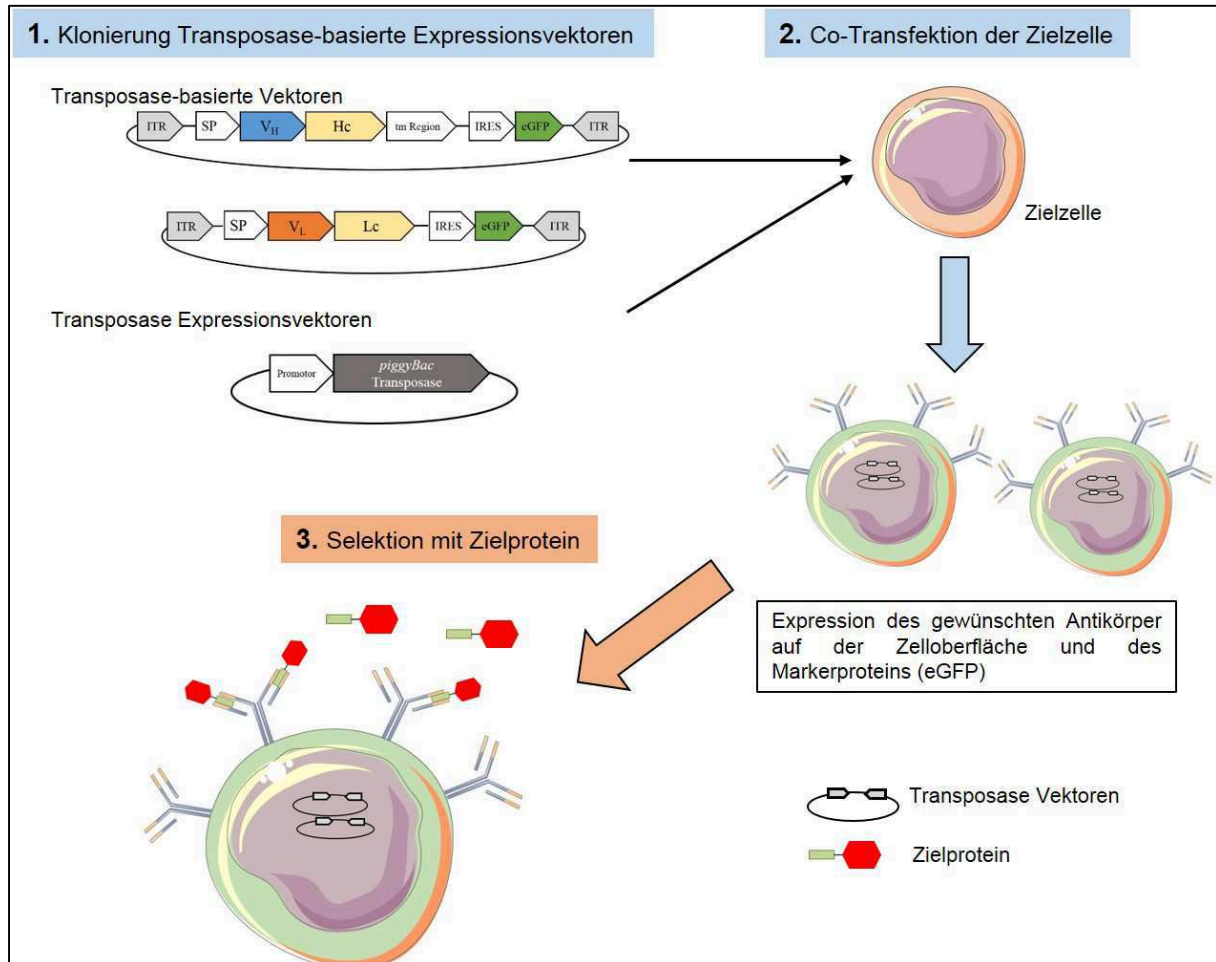 1. Klonierung Transposase-basierte Expressionsvektoren
2. Co-Transfektion der Zielzelle
Transposase-basierte Vektoren
ITR SP VH Hc tm Region IRES eGFP ITR
Zielzelle
ITR SP VL Lc IRES eGFP ITR
Transposase Expressionsvektoren
Promotor piggyBac
Transposase
3. Selektion mit Zielprotein
Expression des gewünschten Antikörper
auf der Zelloberfläche und des
Markerproteins (eGFP)
Transposase Vektoren
Zielprotein